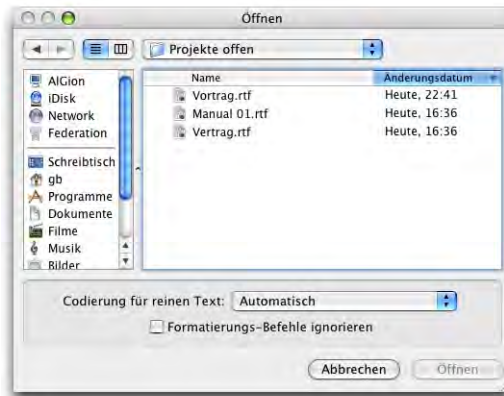 Öffnen
Projekte offen
AlGion
iDisk
Network
Federation
Schreibtisch
gb
Programme
Dokumente
Filme
Musik
Bilder
Name Änderungsdatum
Vortrag.rtf Heute, 22:41
Manual 01.rtf Heute, 16:36
Vertrag.rtf Heute, 16:36
Codierung für reinen Text: Automatisch
Formatierungs-Befehle ignorieren
Abbrechen Öffnen